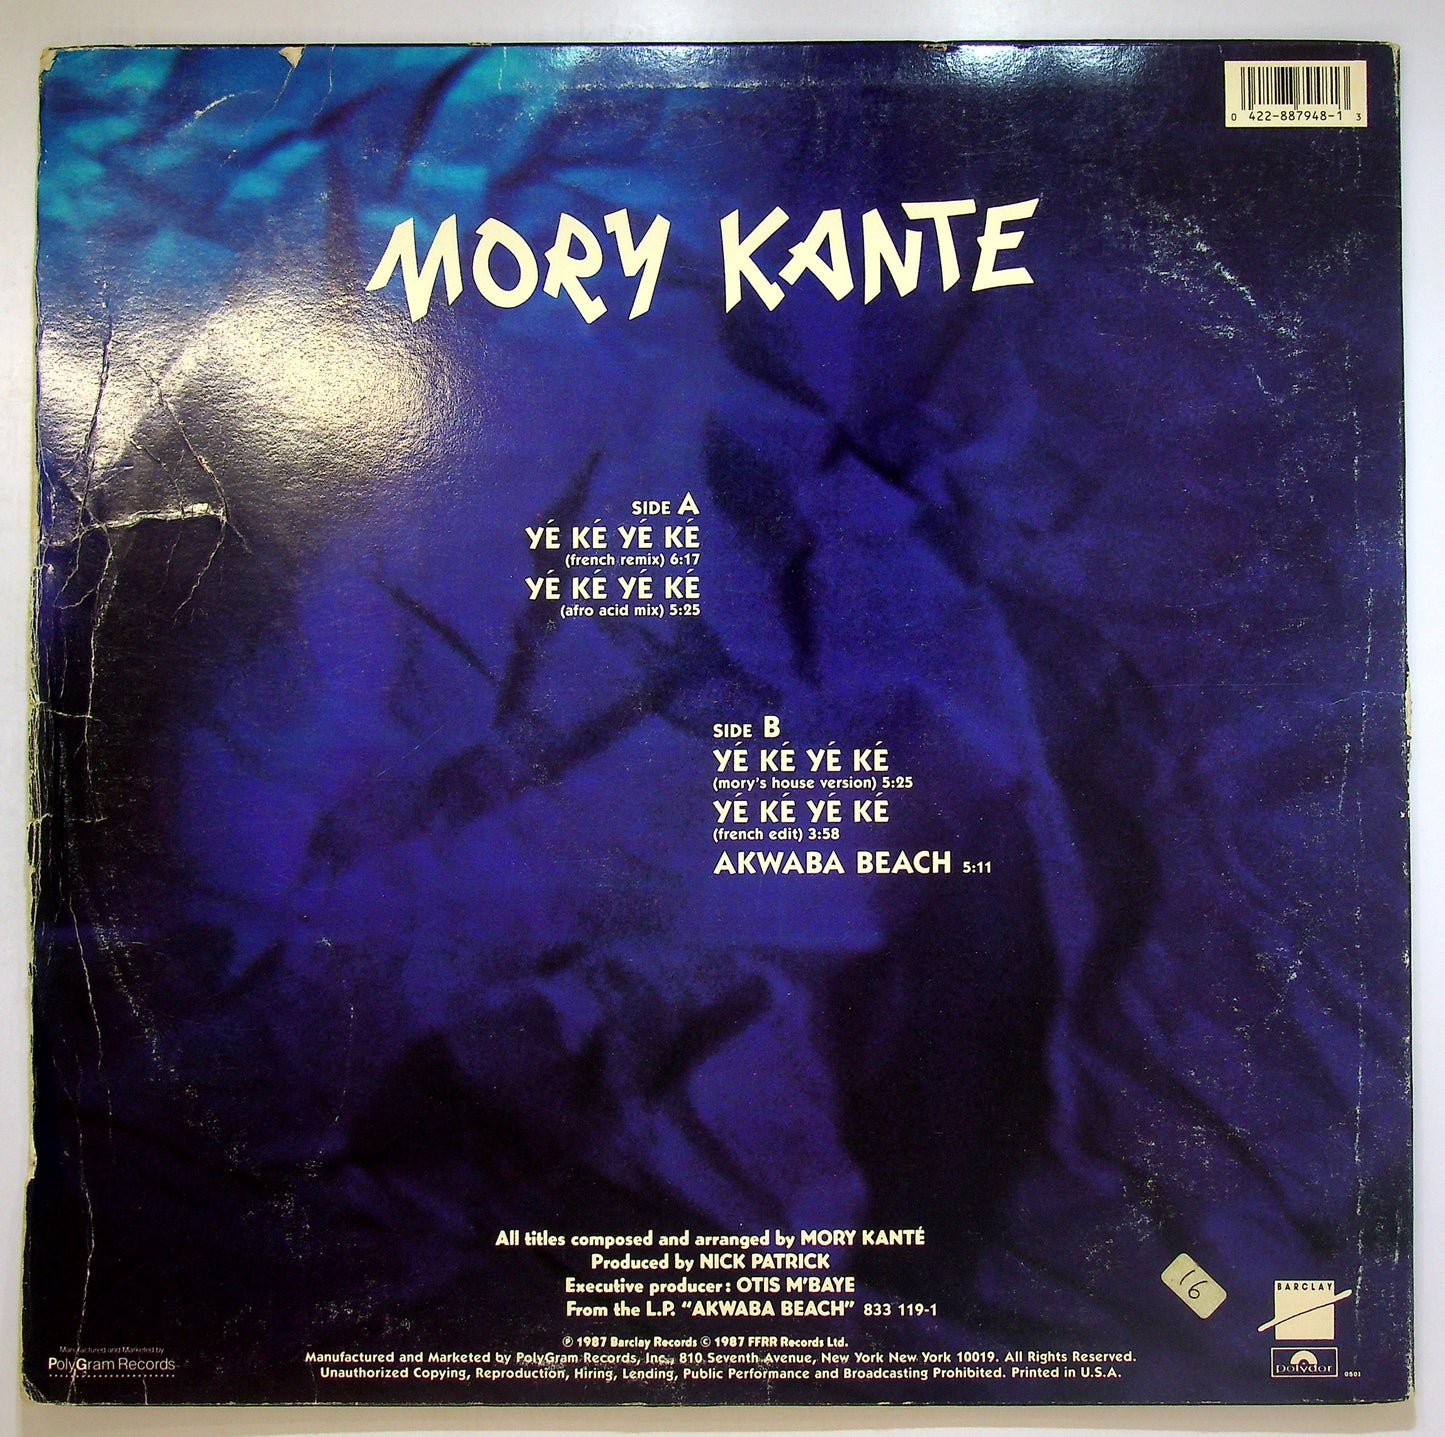 0 422-887948-1 3
MORY KANTE
SIDE A
YÉ KÉ YÉ KÉ
(french remix) 6:17
YÉ KÉ YÉ KÉ
(afro acid mix) 5:25
SIDE B
YÉ KÉ YÉ KÉ
(mory's house version) 5:25
YÉ KÉ YÉ KÉ
(french edit) 3:58
AKWABA BEACH 5:11
All titles composed and arranged by MORY KANTÉ
Produced by NICK PATRICK
Executive producer: OTIS M'BAYE
From the L.P. "AKWABA BEACH" 833 119-1
℗ 1987 Barclay Records © 1987 FFRR Records Ltd.
Manufactured and Marketed by PolyGram Records, Inc., 810 Seventh Avenue, New York New York 10019. All Rights Reserved.
Unauthorized Copying, Reproduction, Hiring, Lending, Public Performance and Broadcasting Prohibited. Printed in U.S.A.
Manufactured and Marketed by
PolyGram Records
16
BARCLAY
polydor
0501